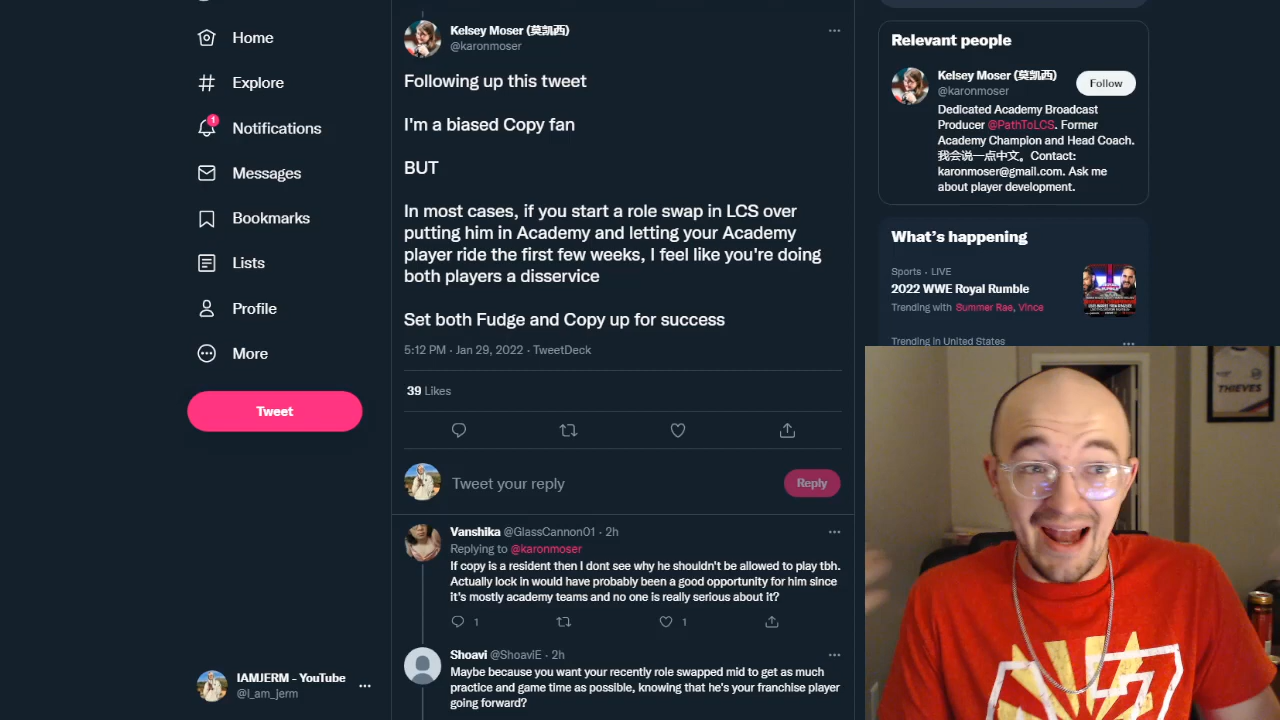 Home
Explore
1
Notifications
Messages
Bookmarks
Lists
Profile
More
Tweet
IAMJERM - YouTube
@I_am_jerm
Kelsey Moser (莫凯西)
@karonmoser
Following up this tweet
I'm a biased Copy fan
BUT
In most cases, if you start a role swap in LCS over
putting him in Academy and letting your Academy
player ride the first few weeks, I feel like you're doing
both players a disservice
Set both Fudge and Copy up for success
5:12 PM · Jan 29, 2022 · TweetDeck
39 Likes
Tweet your reply
Reply
Vanshika @GlassCannon01 · 2h
Replying to @karonmoser
If copy is a resident then I dont see why he shouldn't be allowed to play tbh.
Actually lock in would have probably been a good opportunity for him since
it's mostly academy teams and no one is really serious about it?
1
1
Shoavi @ShoaviE · 2h
Maybe because you want your recently role swapped mid to get as much
practice and game time as possible, knowing that he's your franchise player
going forward?
Relevant people
Kelsey Moser (莫凯西)
@karonmoser
Follow
Dedicated Academy Broadcast
Producer @PathToLCS. Former
Academy Champion and Head Coach.
我会说一点中文。Contact:
karonmoser@gmail.com. Ask me
about player development.
What's happening
Sports · LIVE
2022 WWE Royal Rumble
Trending with Summer Rae, Vince
Trending in United States
THIEVES